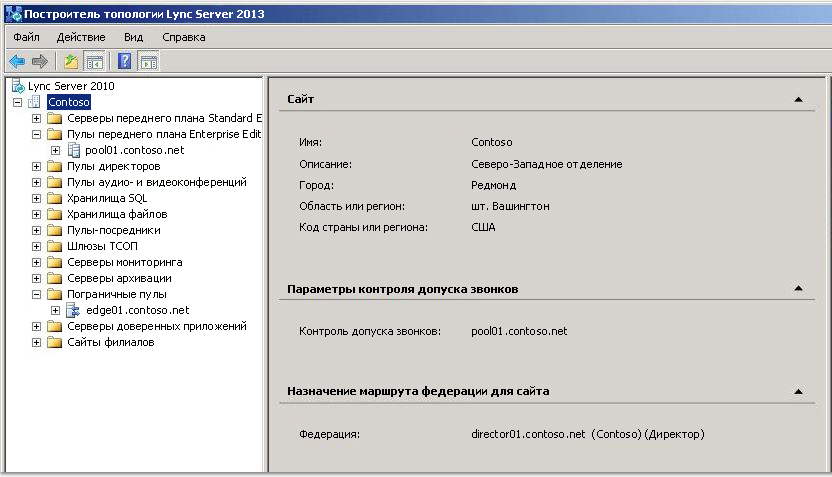 Построитель топологии Lync Server 2013
Файл Действие Вид Справка
Lync Server 2010
Contoso
Серверы переднего плана Standard E
Пулы переднего плана Enterprise Edit
pool01.contoso.net
Пулы директоров
Пулы аудио- и видеоконференций
Хранилища SQL
Хранилища файлов
Пулы-посредники
Шлюзы ТСОП
Серверы мониторинга
Серверы архивации
Пограничные пулы
edge01.contoso.net
Серверы доверенных приложений
Сайты филиалов
Сайт
Имя: Contoso
Описание: Северо-Западное отделение
Город: Редмонд
Область или регион: шт. Вашингтон
Код страны или региона: США
Параметры контроля допуска звонков
Контроль допуска звонков: pool01.contoso.net
Назначение маршрута федерации для сайта
Федерация: director01.contoso.net (Contoso) (Директор)